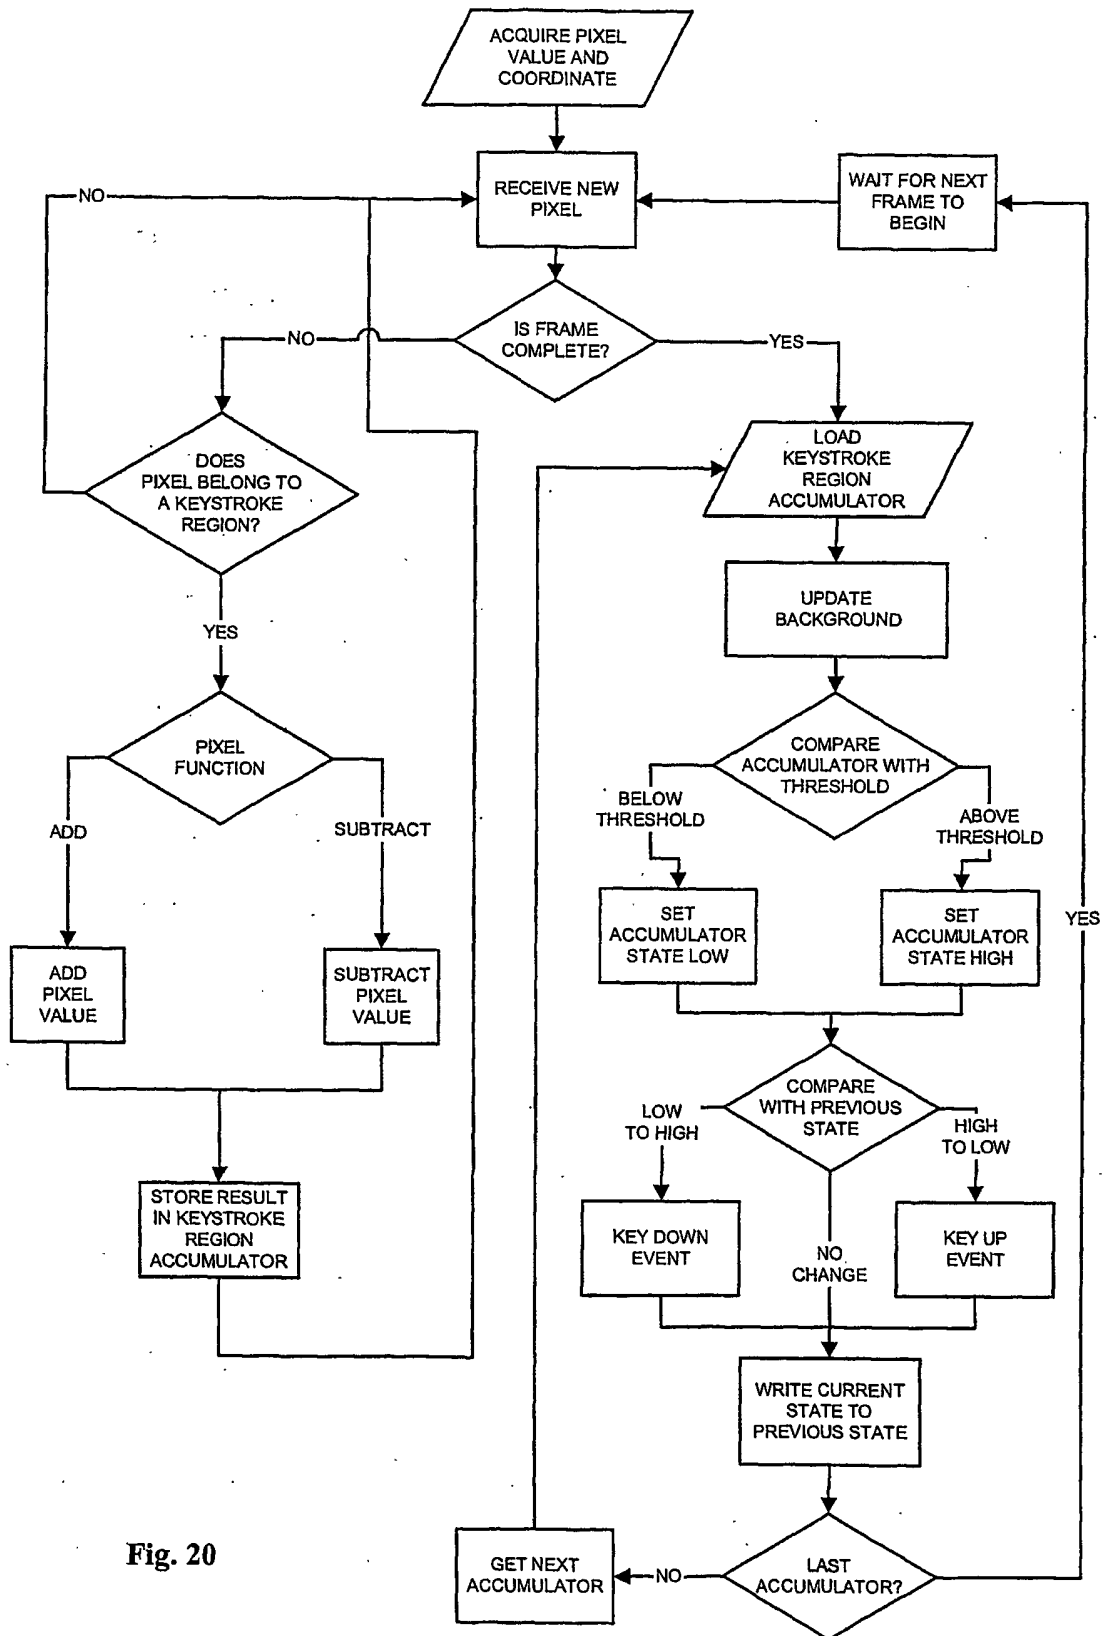 ACQUIRE PIXEL
VALUE AND
COORDINATE
RECEIVE NEW
PIXEL
WAIT FOR NEXT
FRAME TO
BEGIN
NO
IS FRAME
COMPLETE?
NO
YES
DOES
PIXEL BELONG TO
A KEYSTROKE
REGION?
LOAD
KEYSTROKE
REGION
ACCUMULATOR
YES
UPDATE
BACKGROUND
PIXEL
FUNCTION
COMPARE
ACCUMULATOR WITH
THRESHOLD
ADD
SUBTRACT
BELOW
THRESHOLD
ABOVE
THRESHOLD
ADD
PIXEL
VALUE
SUBTRACT
PIXEL
VALUE
SET
ACCUMULATOR
STATE LOW
SET
ACCUMULATOR
STATE HIGH
YES
COMPARE
WITH PREVIOUS
STATE
LOW
TO HIGH
HIGH
TO LOW
STORE RESULT
IN KEYSTROKE
REGION
ACCUMULATOR
KEY DOWN
EVENT
NO
CHANGE
KEY UP
EVENT
WRITE CURRENT
STATE TO
PREVIOUS STATE
Fig. 20
GET NEXT
ACCUMULATOR
NO
LAST
ACCUMULATOR?